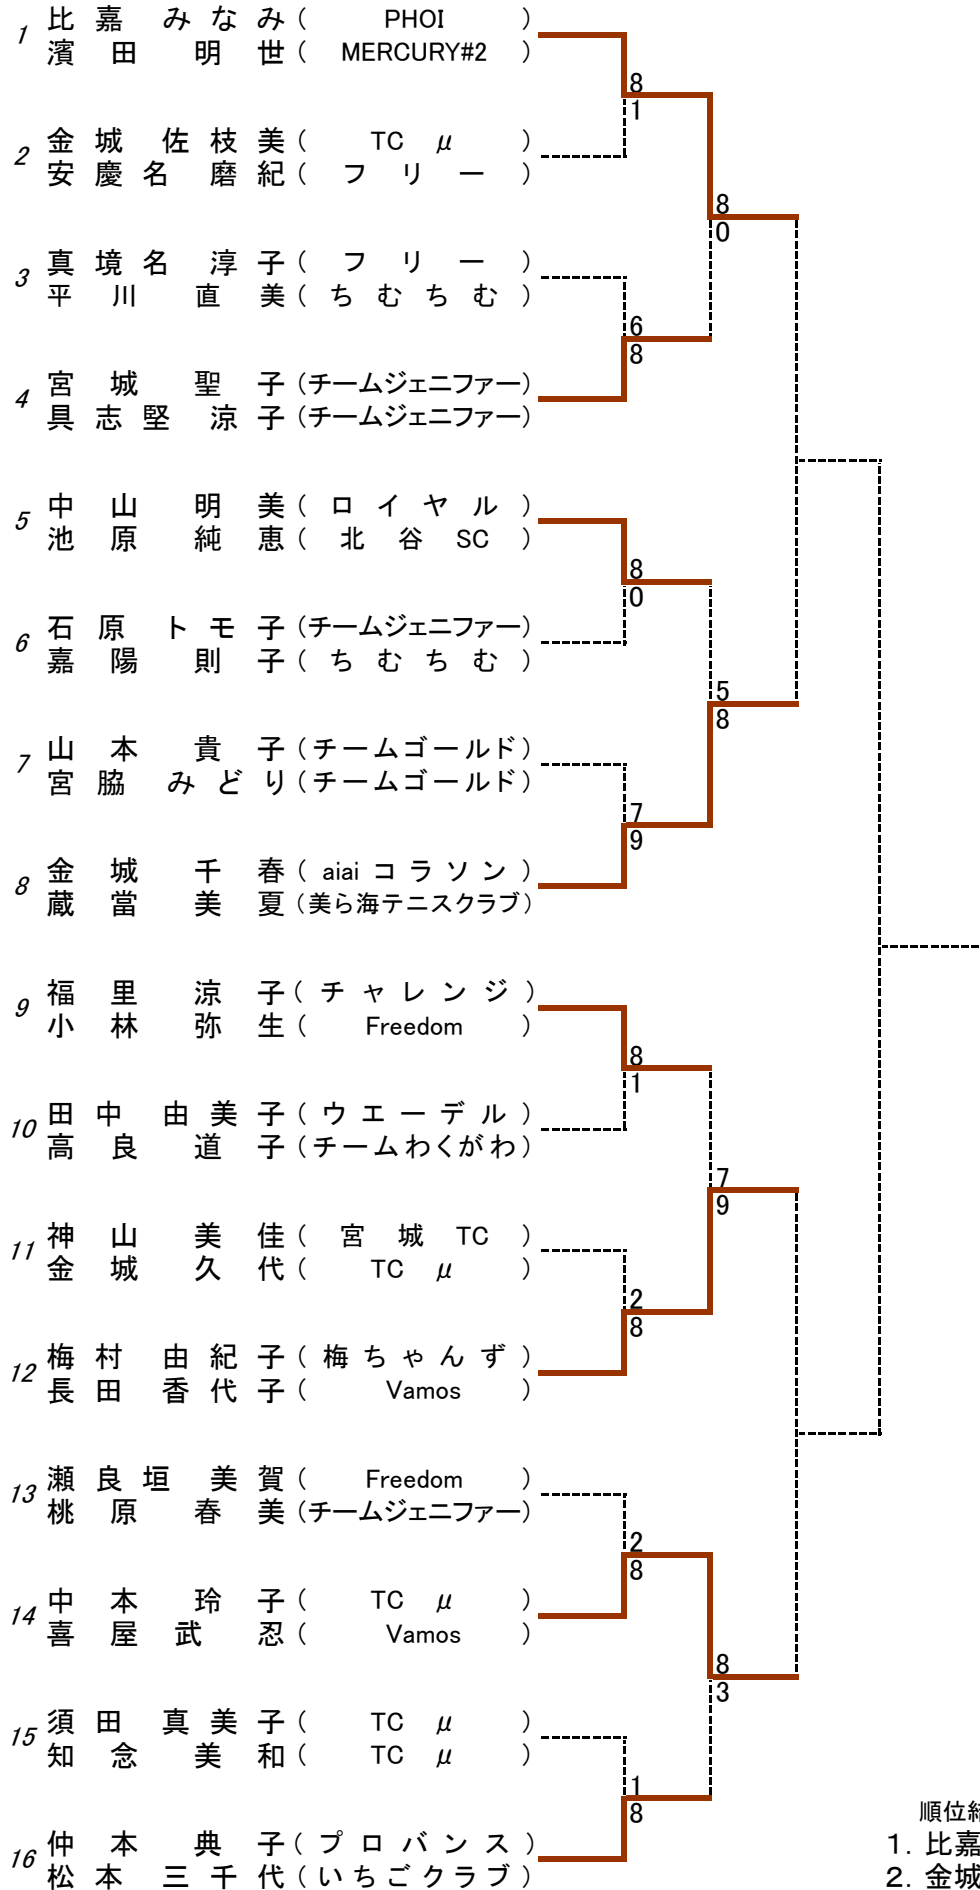 1 比嘉 みなみ ( PHOI )
濱田 明世 ( MERCURY#2 )
8
1
2 金城 佐枝美 ( TC μ )
安慶名 磨紀 ( フリー )
8
0
3 真境名 淳子 ( フリー )
平川 直美 ( ちむちむ )
6
8
4 宮城 聖子 (チームジェニファー)
具志堅 涼子 (チームジェニファー)
5 中山 明美 ( ロイヤル )
池原 純恵 ( 北谷 SC )
8
0
6 石原 トモ子 (チームジェニファー)
嘉陽 則子 ( ちむちむ )
5
8
7 山本 貴子 (チームゴールド)
宮脇 みどり (チームゴールド)
7
9
8 金城 千春 ( aiai コラソン )
蔵當 美夏 (美ら海テニスクラブ)
9 福里 涼子 ( チャレンジ )
小林 弥生 ( Freedom )
8
1
10 田中 由美子 ( ウエーデル )
高良 道子 (チームわくがわ)
7
9
11 神山 美佳 ( 宮城 TC )
金城 久代 ( TC μ )
2
8
12 梅村 由紀子 ( 梅ちゃんず )
長田 香代子 ( Vamos )
13 瀬良垣 美賀 ( Freedom )
桃原 春美 (チームジェニファー)
2
8
14 中本 玲子 ( TC μ )
喜屋武 忍 ( Vamos )
8
3
15 須田 真美子 ( TC μ )
知念 美和 ( TC μ )
1
8
16 仲本 典子 ( プロバンス )
松本 三千代 ( いちごクラブ )
順位
1. 比嘉
2. 金城